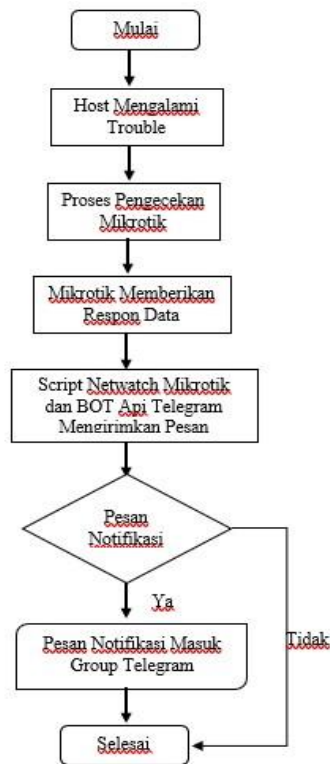 Mulai
Host Mengalami
Trouble
Proses Pengecekan
Mikrotik
Mikrotik Memberikan
Respon Data
Script Netwatch Mikrotik
dan BOT Api Telegram
Mengirimkan Pesan
Pesan
Notifikasi
Ya
Tidak
Pesan Notifikasi Masuk
Group Telegram
Selesai